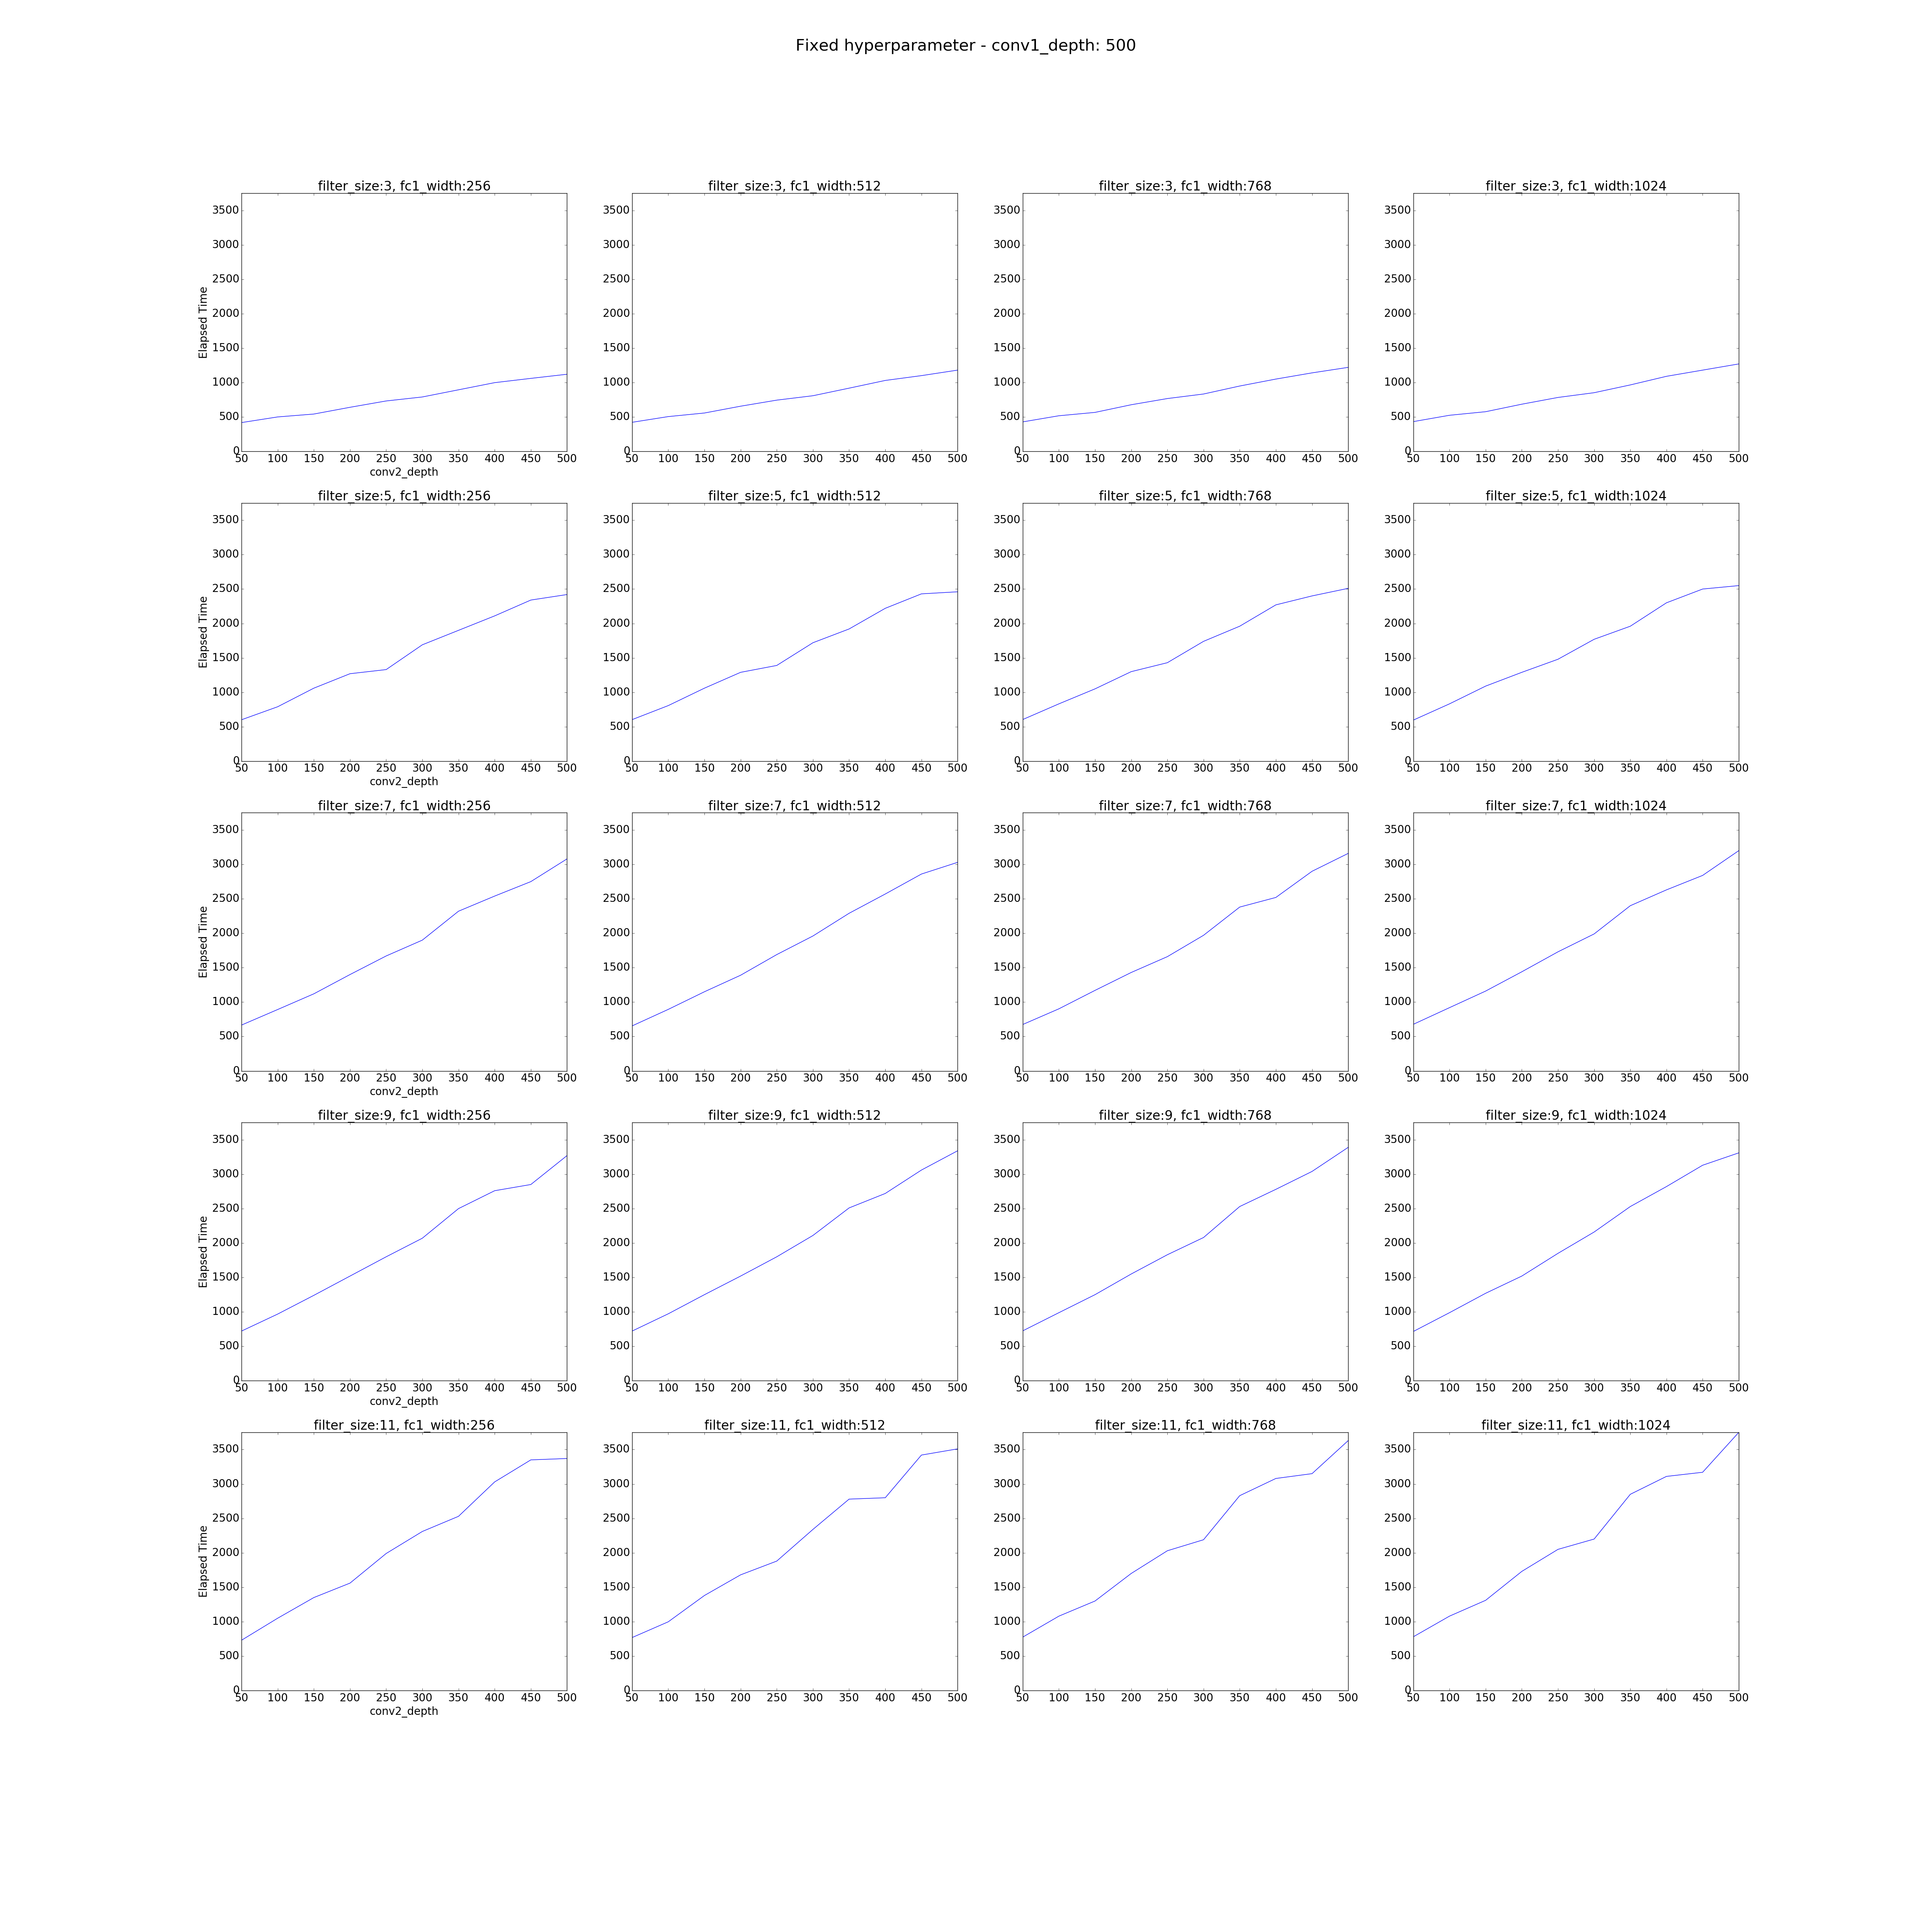 Fixed hyperparameter - conv1_depth: 500
filter_size:3, fc1_width:256 filter_size:3, fc1_width:512 filter_size:3, fc1_width:768 filter_size:3, fc1_width:1024
3500 3500 3500 3500
3000 3000 3000 3000
2500 2500 2500 2500
2000 2000 2000 2000
Elapsed Time
1500 1500 1500 1500
1000 1000 1000 1000
500 500 500 500
0 0 0 0
50 100 150 200 250 300 350 400 450 500 50 100 150 200 250 300 350 400 450 500 50 100 150 200 250 300 350 400 450 500 50 100 150 200 250 300 350 400 450 500
conv2_depth
filter_size:5, fc1_width:256 filter_size:5, fc1_width:512 filter_size:5, fc1_width:768 filter_size:5, fc1_width:1024
3500 3500 3500 3500
3000 3000 3000 3000
2500 2500 2500 2500
2000 2000 2000 2000
Elapsed Time
1500 1500 1500 1500
1000 1000 1000 1000
500 500 500 500
0 0 0 0
50 100 150 200 250 300 350 400 450 500 50 100 150 200 250 300 350 400 450 500 50 100 150 200 250 300 350 400 450 500 50 100 150 200 250 300 350 400 450 500
conv2_depth
filter_size:7, fc1_width:256 filter_size:7, fc1_width:512 filter_size:7, fc1_width:768 filter_size:7, fc1_width:1024
3500 3500 3500 3500
3000 3000 3000 3000
2500 2500 2500 2500
2000 2000 2000 2000
Elapsed Time
1500 1500 1500 1500
1000 1000 1000 1000
500 500 500 500
0 0 0 0
50 100 150 200 250 300 350 400 450 500 50 100 150 200 250 300 350 400 450 500 50 100 150 200 250 300 350 400 450 500 50 100 150 200 250 300 350 400 450 500
conv2_depth
filter_size:9, fc1_width:256 filter_size:9, fc1_width:512 filter_size:9, fc1_width:768 filter_size:9, fc1_width:1024
3500 3500 3500 3500
3000 3000 3000 3000
2500 2500 2500 2500
2000 2000 2000 2000
Elapsed Time
1500 1500 1500 1500
1000 1000 1000 1000
500 500 500 500
0 0 0 0
50 100 150 200 250 300 350 400 450 500 50 100 150 200 250 300 350 400 450 500 50 100 150 200 250 300 350 400 450 500 50 100 150 200 250 300 350 400 450 500
conv2_depth
filter_size:11, fc1_width:256 filter_size:11, fc1_width:512 filter_size:11, fc1_width:768 filter_size:11, fc1_width:1024
3500 3500 3500 3500
3000 3000 3000 3000
2500 2500 2500 2500
2000 2000 2000 2000
Elapsed Time
1500 1500 1500 1500
1000 1000 1000 1000
500 500 500 500
0 0 0 0
50 100 150 200 250 300 350 400 450 500 50 100 150 200 250 300 350 400 450 500 50 100 150 200 250 300 350 400 450 500 50 100 150 200 250 300 350 400 450 500
conv2_depth